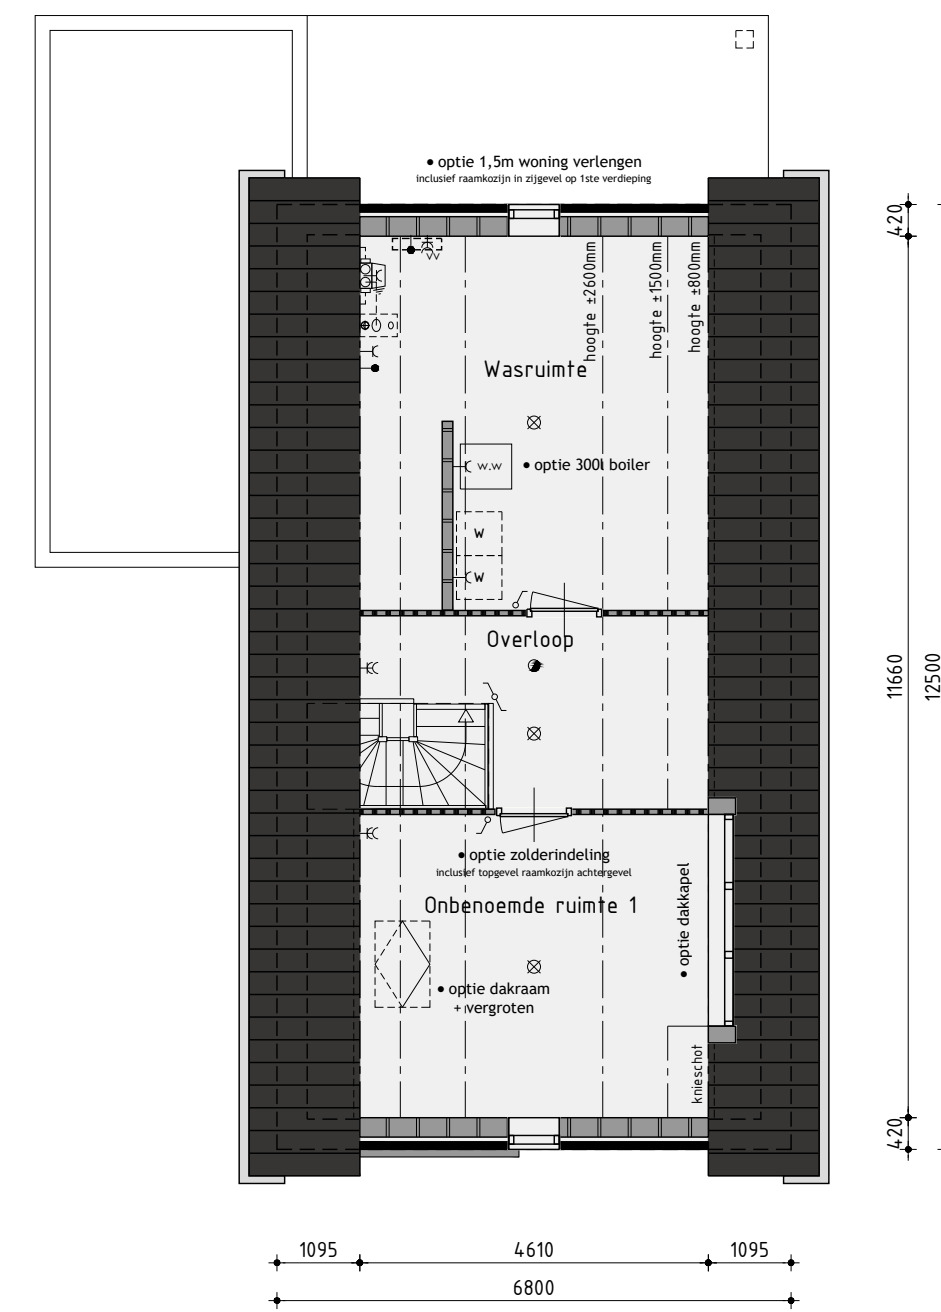 • optie 1,5m woning verlengen
inclusief raamkozijn in zijgevel op 1ste verdieping
420
hoogte ±2600mm
hoogte ±1500mm
hoogte ±800mm
Wasruimte
w.w
• optie 300l boiler
W
W
Overloop
11660
12500
• optie zolderindeling
inclusief topgevel raamkozijn achtergevel
Onbenoemde ruimte 1
• optie dakkapel
• optie dakraam
+ vergroten
knieschot
420
1095
4610
1095
6800